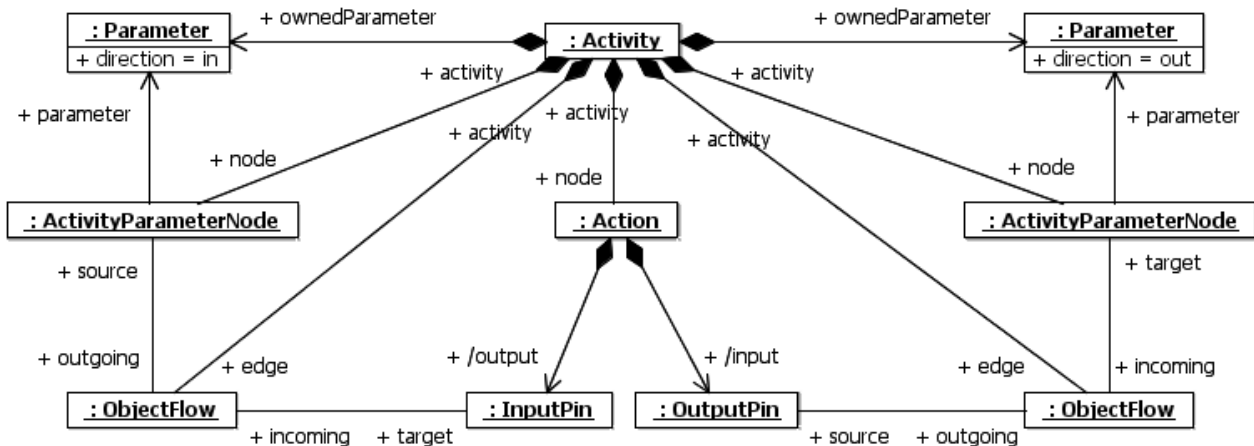 + ownedParameter
+ ownedParameter
: Parameter
: Activity
: Parameter
+ direction = in
+ direction = out
+ activity
+ activity
+ parameter
+ activity
+ activity
+ activity
+ parameter
+ node
+ node
+ node
: ActivityParameterNode
: Action
: ActivityParameterNode
+ source
+ target
+ outgoing
+ edge
+ /output
+ /input
+ edge
+ incoming
: ObjectFlow
: InputPin
: OutputPin
: ObjectFlow
+ incoming
+ target
+ source
+ outgoing